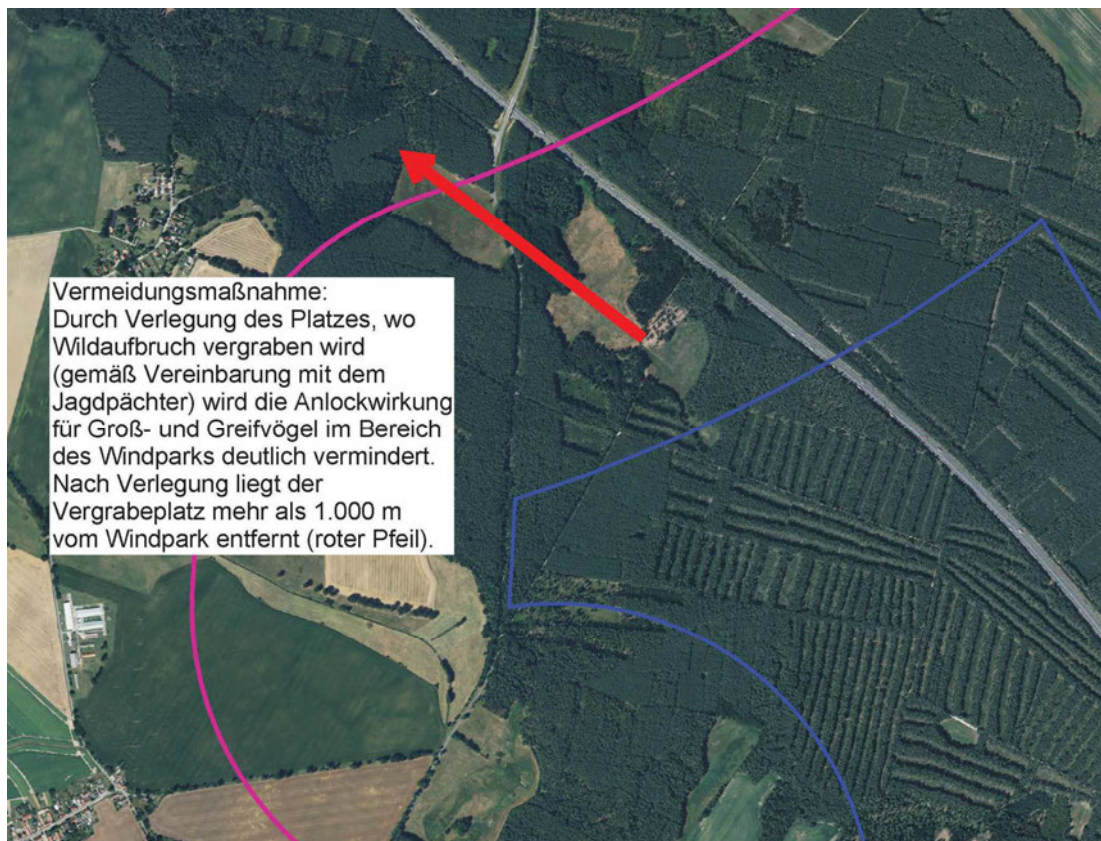 Vermeidungsmaßnahme:
Durch Verlegung des Platzes, wo
Wildaufbruch vergraben wird
(gemäß Vereinbarung mit dem
Jagdpächter) wird die Anlockwirkung
für Groß- und Greifvögel im Bereich
des Windparks deutlich vermindert.
Nach Verlegung liegt der
Vergrabeplatz mehr als 1.000 m
vom Windpark entfernt (roter Pfeil).